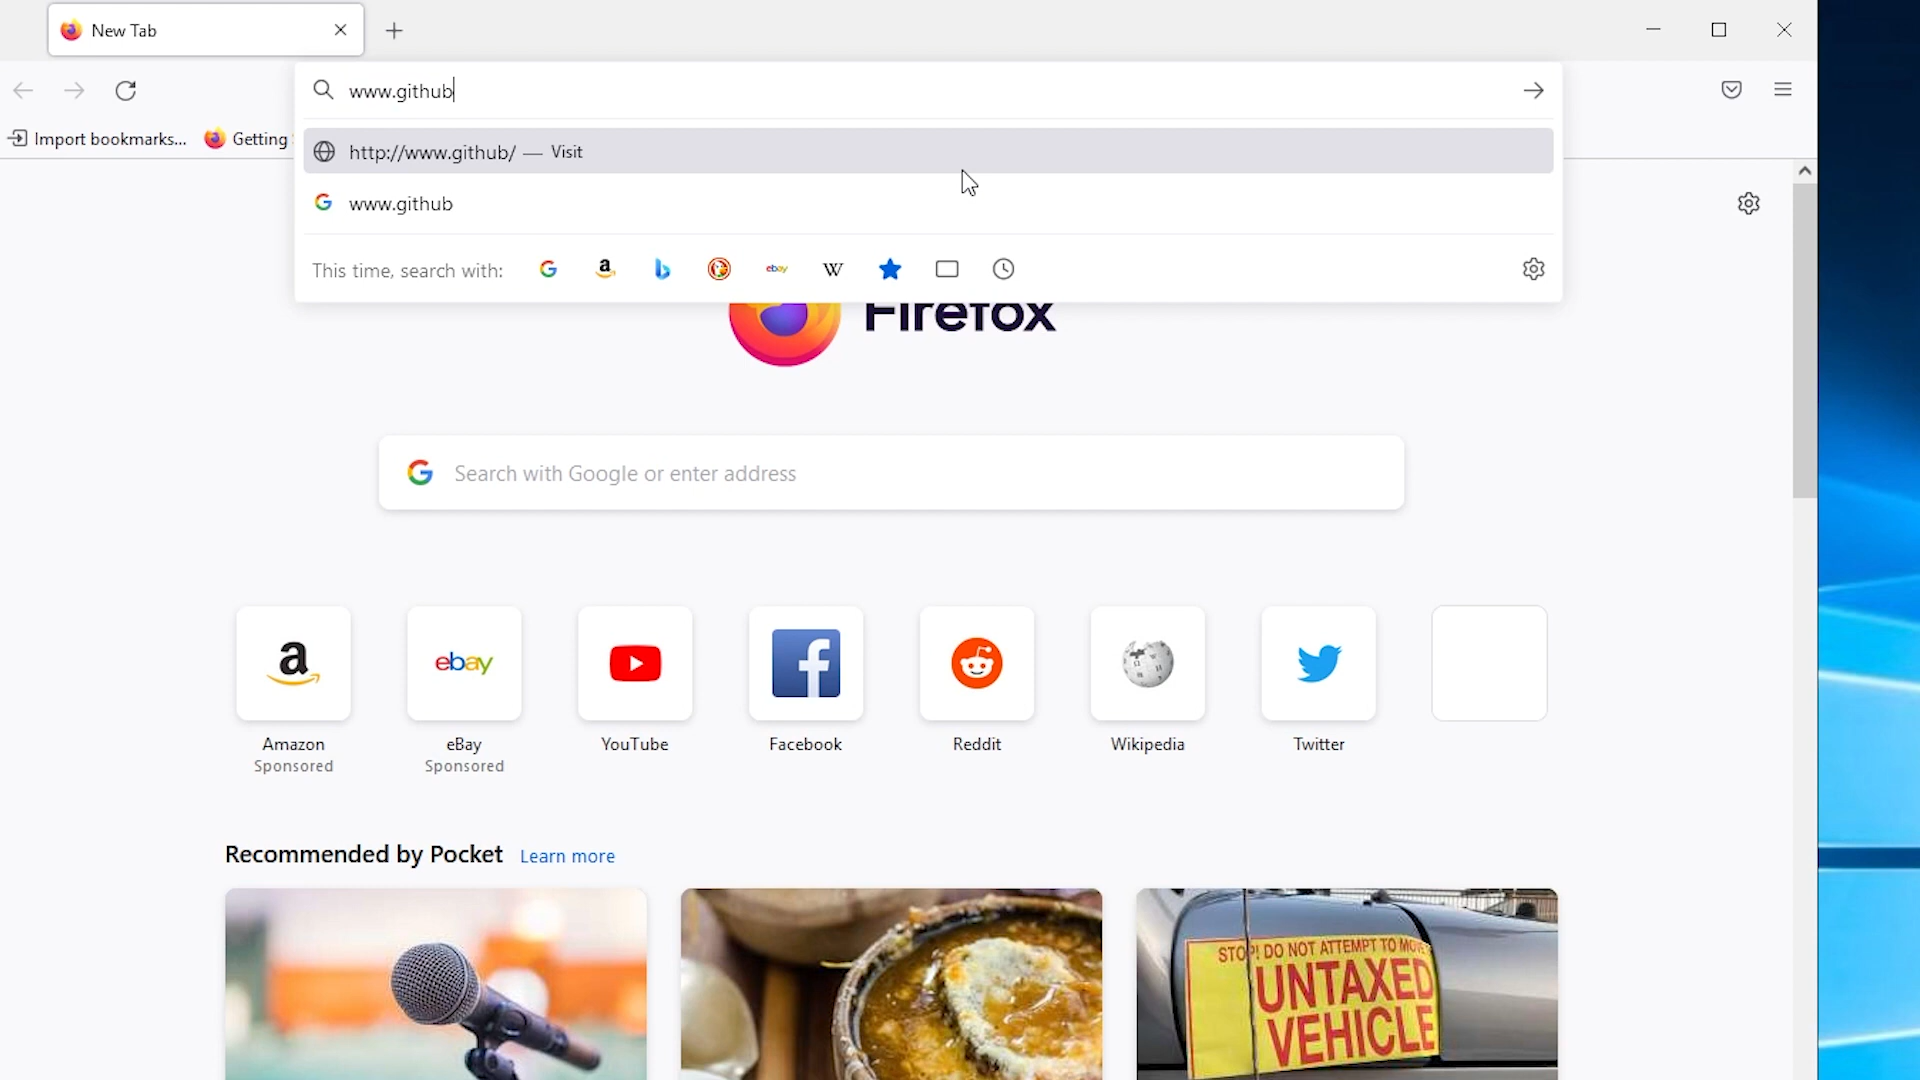 New Tab
www.github
Import bookmarks...
Getting
http://www.github/ — Visit
www.github
This time, search with:
ebay
W
Firefox
Search with Google or enter address
a
ebay
Amazon
Sponsored
eBay
Sponsored
YouTube
Facebook
Reddit
Wikipedia
Twitter
Recommended by Pocket Learn more
STOP! DO NOT ATTEMPT TO MOVE
UNTAXED
VEHICLE